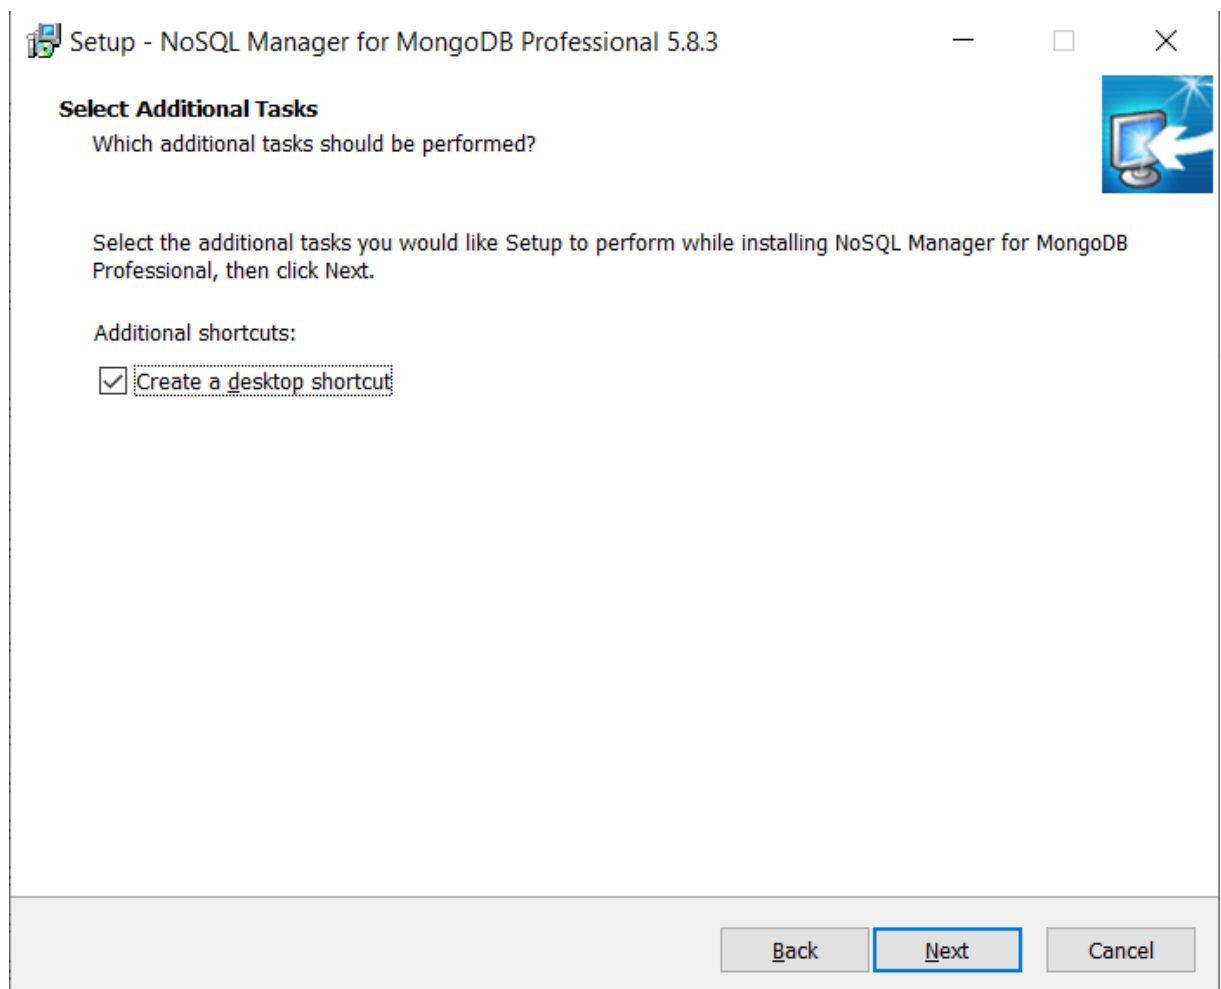 Setup - NoSQL Manager for MongoDB Professional 5.8.3
Select Additional Tasks
Which additional tasks should be performed?
Select the additional tasks you would like Setup to perform while installing NoSQL Manager for MongoDB
Professional, then click Next.
Additional shortcuts:
Create a desktop shortcut
Back Next Cancel